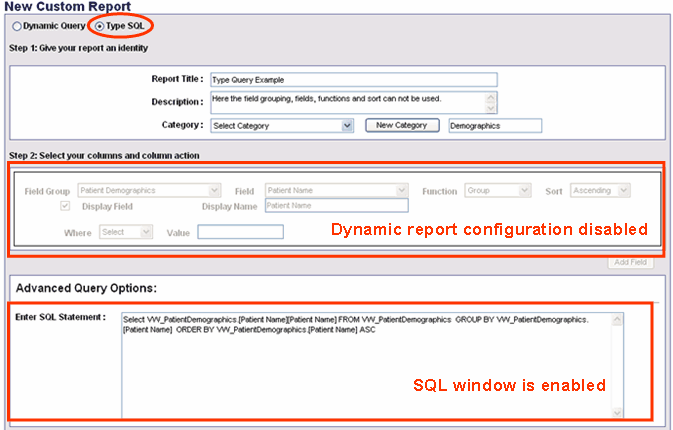 New Custom Report
Dynamic Query Type SQL
Step 1: Give your report an identity
Report Title : Type Query Example
Description : Here the field grouping, fields, functions and sort can not be used.
Category : Select Category New Category Demographics
Step 2: Select your columns and column action
Field Group Patient Demographics Field Patient Name Function Group Sort Ascending
Display Field Display Name Patient Name
Where Select Value
Dynamic report configuration disabled
Add Field
Advanced Query Options:
Enter SQL Statement : Select VW_PatientDemographics.[Patient Name][Patient Name] FROM VW_PatientDemographics GROUP BY VW_PatientDemographics.
[Patient Name] ORDER BY VW_PatientDemographics.[Patient Name] ASC
SQL window is enabled